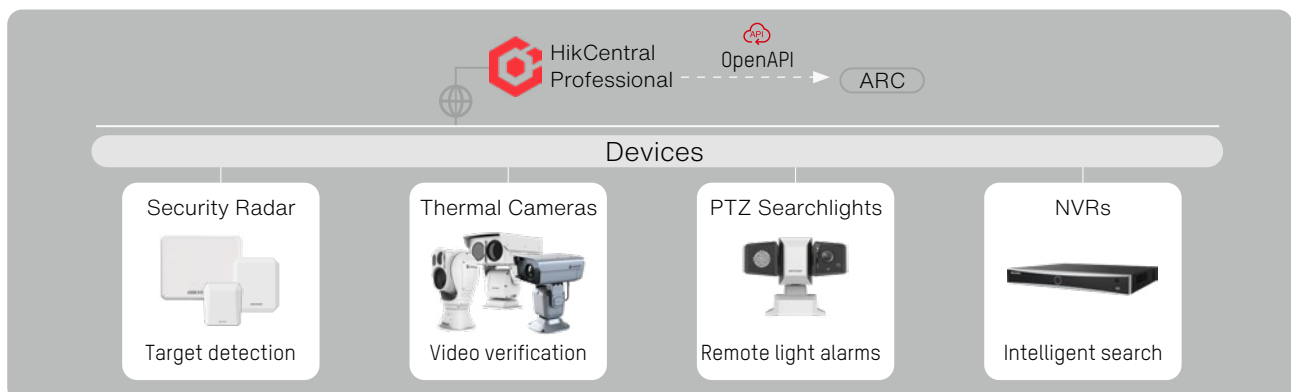 HikCentral
Professional
API
OpenAPI
ARC
Devices
Security Radar
Thermal Cameras
PTZ Searchlights
NVRs
Target detection
Video verification
Remote light alarms
Intelligent search